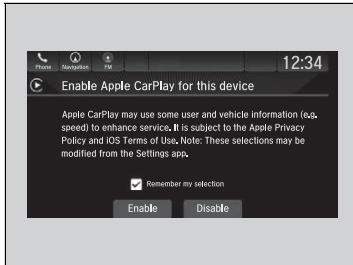 Phone Navigation FM 12:34
Enable Apple CarPlay for this device
Apple CarPlay may use some user and vehicle information (e.g.
speed) to enhance service. It is subject to the Apple Privacy
Policy and iOS Terms of Use. Note: These selections may be
modified from the Settings app.
Remember my selection
Enable Disable